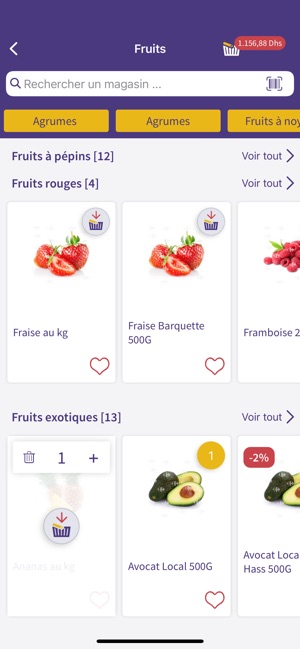 Fruits
1.156,88 Dhs
Rechercher un magasin ...
Agrumes
Agrumes
Fruits à noy
Fruits à pépins [12]
Voir tout
Fruits rouges [4]
Voir tout
Fraise au kg
Fraise Barquette
500G
Framboise 2
Fruits exotiques [13]
Voir tout
1
1
-2%
Ananas au kg
Avocat Local 500G
Avocat Loca
Hass 500G